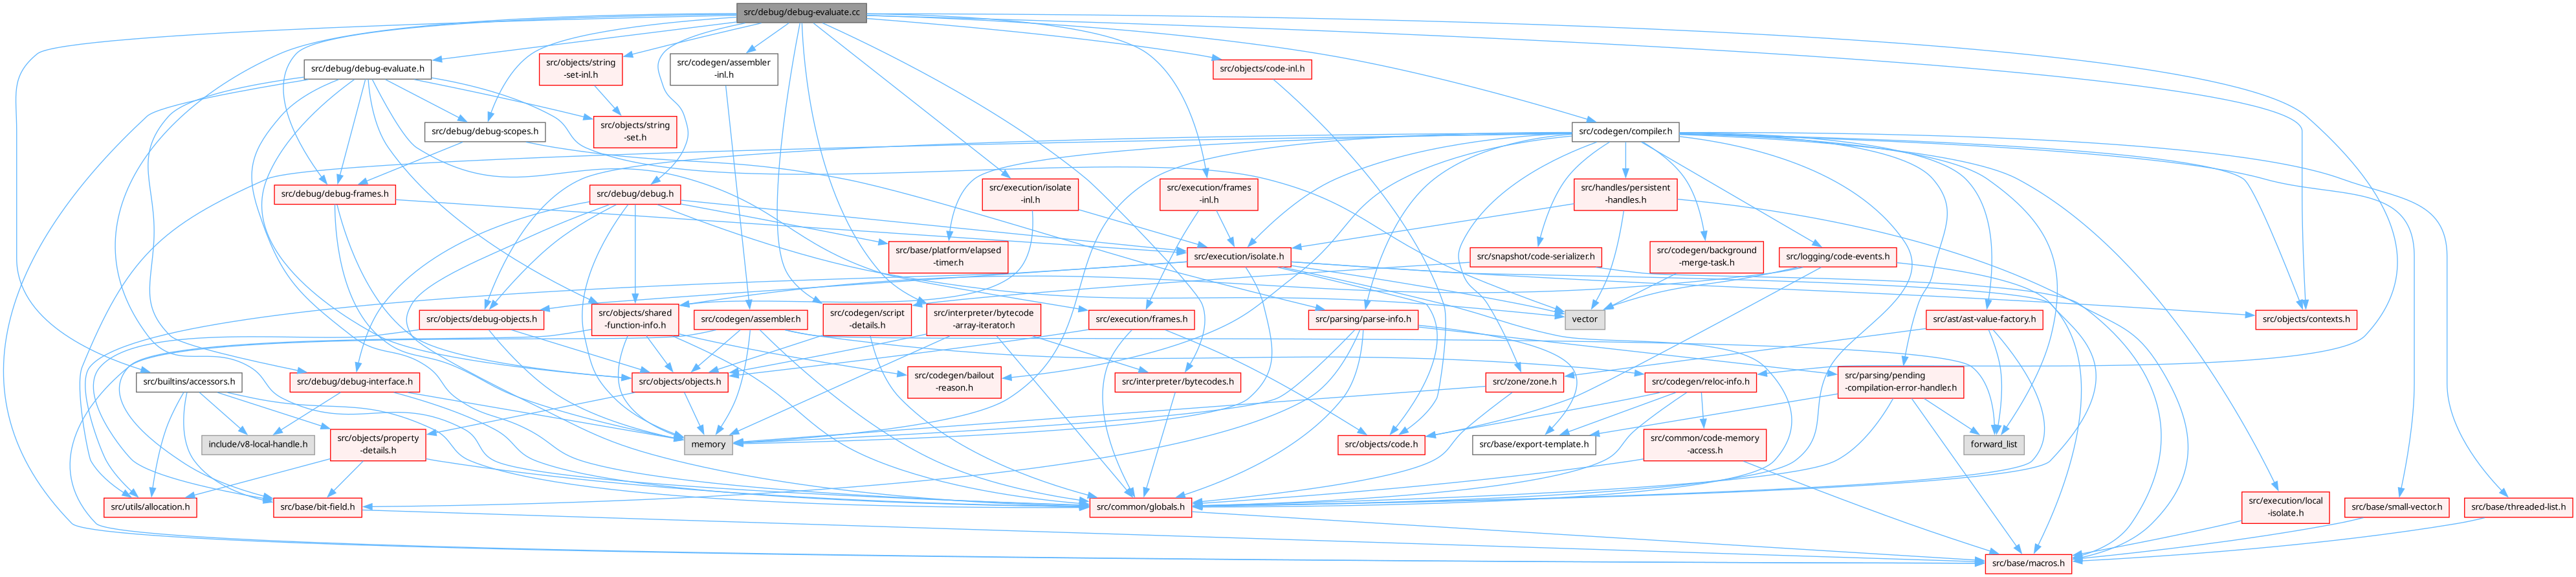 src/debug/debug-evaluate.cc
src/debug/debug-evaluate.h
src/objects/string
-set-inl.h
src/codegen/assembler
-inl.h
src/objects/code-inl.h
src/debug/debug-scopes.h
src/objects/string
-set.h
src/codegen/compiler.h
src/debug/debug-frames.h
src/debug/debug.h
src/execution/isolate
-inl.h
src/execution/frames
-inl.h
src/handles/persistent
-handles.h
src/base/platform/elapsed
-timer.h
src/execution/isolate.h
src/snapshot/code-serializer.h
src/codegen/background
-merge-task.h
src/logging/code-events.h
src/objects/debug-objects.h
src/objects/shared
-function-info.h
src/codegen/assembler.h
src/codegen/script
-details.h
src/interpreter/bytecode
-array-iterator.h
src/execution/frames.h
src/parsing/parse-info.h
vector
src/ast/ast-value-factory.h
src/objects/contexts.h
src/builtins/accessors.h
src/debug/debug-interface.h
src/objects/objects.h
src/codegen/bailout
-reason.h
src/interpreter/bytecodes.h
src/zone/zone.h
src/codegen/reloc-info.h
src/parsing/pending
-compilation-error-handler.h
include/v8-local-handle.h
src/objects/property
-details.h
memory
src/objects/code.h
src/base/export-template.h
src/common/code-memory
-access.h
forward_list
src/utils/allocation.h
src/base/bit-field.h
src/common/globals.h
src/execution/local
-isolate.h
src/base/small-vector.h
src/base/threaded-list.h
src/base/macros.h